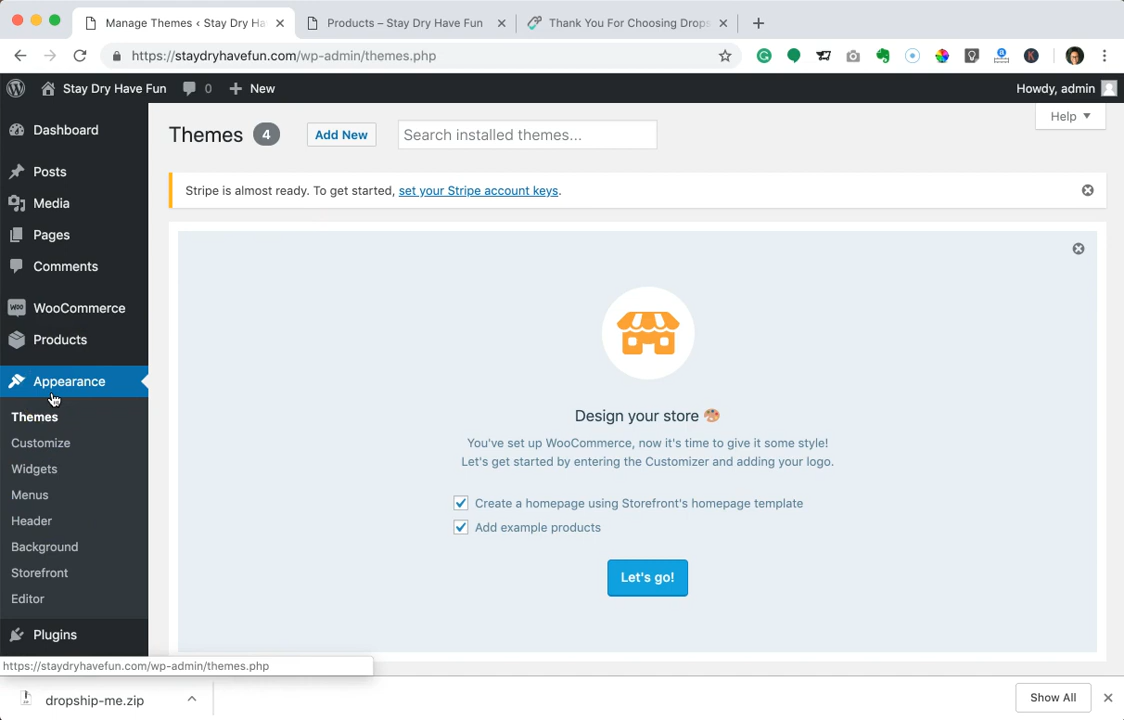 Manage Themes ‹ Stay Dry Ha
Products – Stay Dry Have Fun
Thank You For Choosing Drops
https://staydryhavefun.com/wp-admin/themes.php
Stay Dry Have Fun
0
New
Howdy, admin
Dashboard
Posts
Media
Pages
Comments
WooCommerce
Products
Appearance
Themes
Customize
Widgets
Menus
Header
Background
Storefront
Editor
Plugins
Themes 4
Add New
Search installed themes...
Help
Stripe is almost ready. To get started, set your Stripe account keys.
Design your store 🎨
You've set up WooCommerce, now it's time to give it some style!
Let's get started by entering the Customizer and adding your logo.
Create a homepage using Storefront's homepage template
Add example products
Let's go!
https://staydryhavefun.com/wp-admin/themes.php
dropship-me.zip
Show All